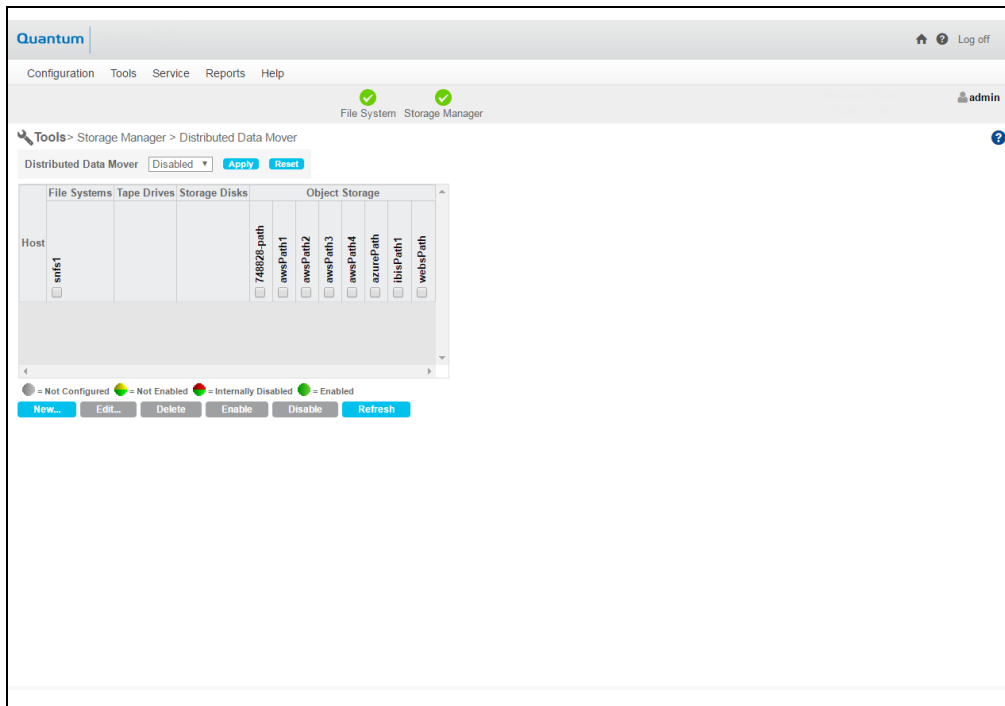 Quantum
Log off
Configuration Tools Service Reports Help
File System Storage Manager
admin
Tools> Storage Manager > Distributed Data Mover
Distributed Data Mover Disabled Apply Reset
File Systems Tape Drives Storage Disks Object Storage
Host
snfs1
748828-path
awsPath1
awsPath2
awsPath3
awsPath4
azurePath
ibisPath1
websPath
= Not Configured = Not Enabled = Internally Disabled = Enabled
New... Edit... Delete Enable Disable Refresh